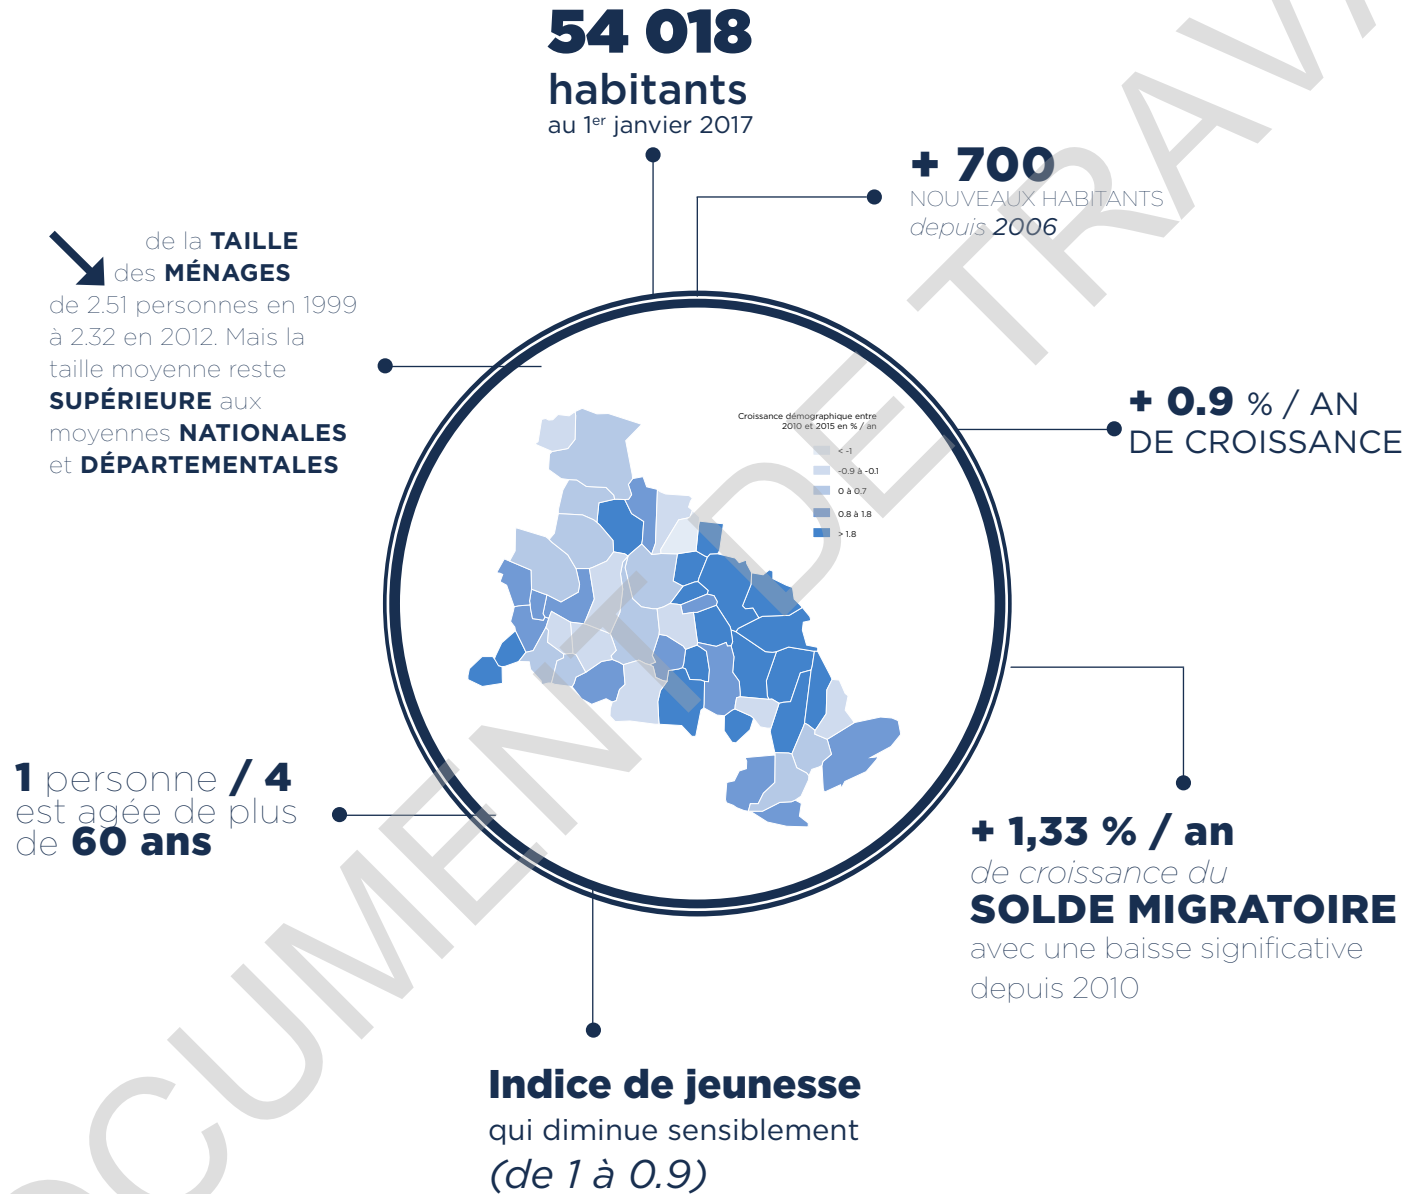 54 018
habitants
au 1er janvier 2017
+ 700
NOUVEAUX HABITANTS
depuis 2006
de la TAILLE
des MÉNAGES
de 2.51 personnes en 1999
à 2.32 en 2012. Mais la
taille moyenne reste
SUPÉRIEURE aux
moyennes NATIONALES
et DÉPARTEMENTALES
+ 0.9 % / AN
DE CROISSANCE
Croissance démographique entre
2010 et 2015 en % / an
< -1
-0.9 à -0.1
0 à 0.7
0.8 à 1.8
> 1.8
1 personne / 4
est agée de plus
de 60 ans
+ 1,33 % / an
de croissance du
SOLDE MIGRATOIRE
avec une baisse significative
depuis 2010
Indice de jeunesse
qui diminue sensiblement
(de 1 à 0.9)
OCUMENT DE TRAVA